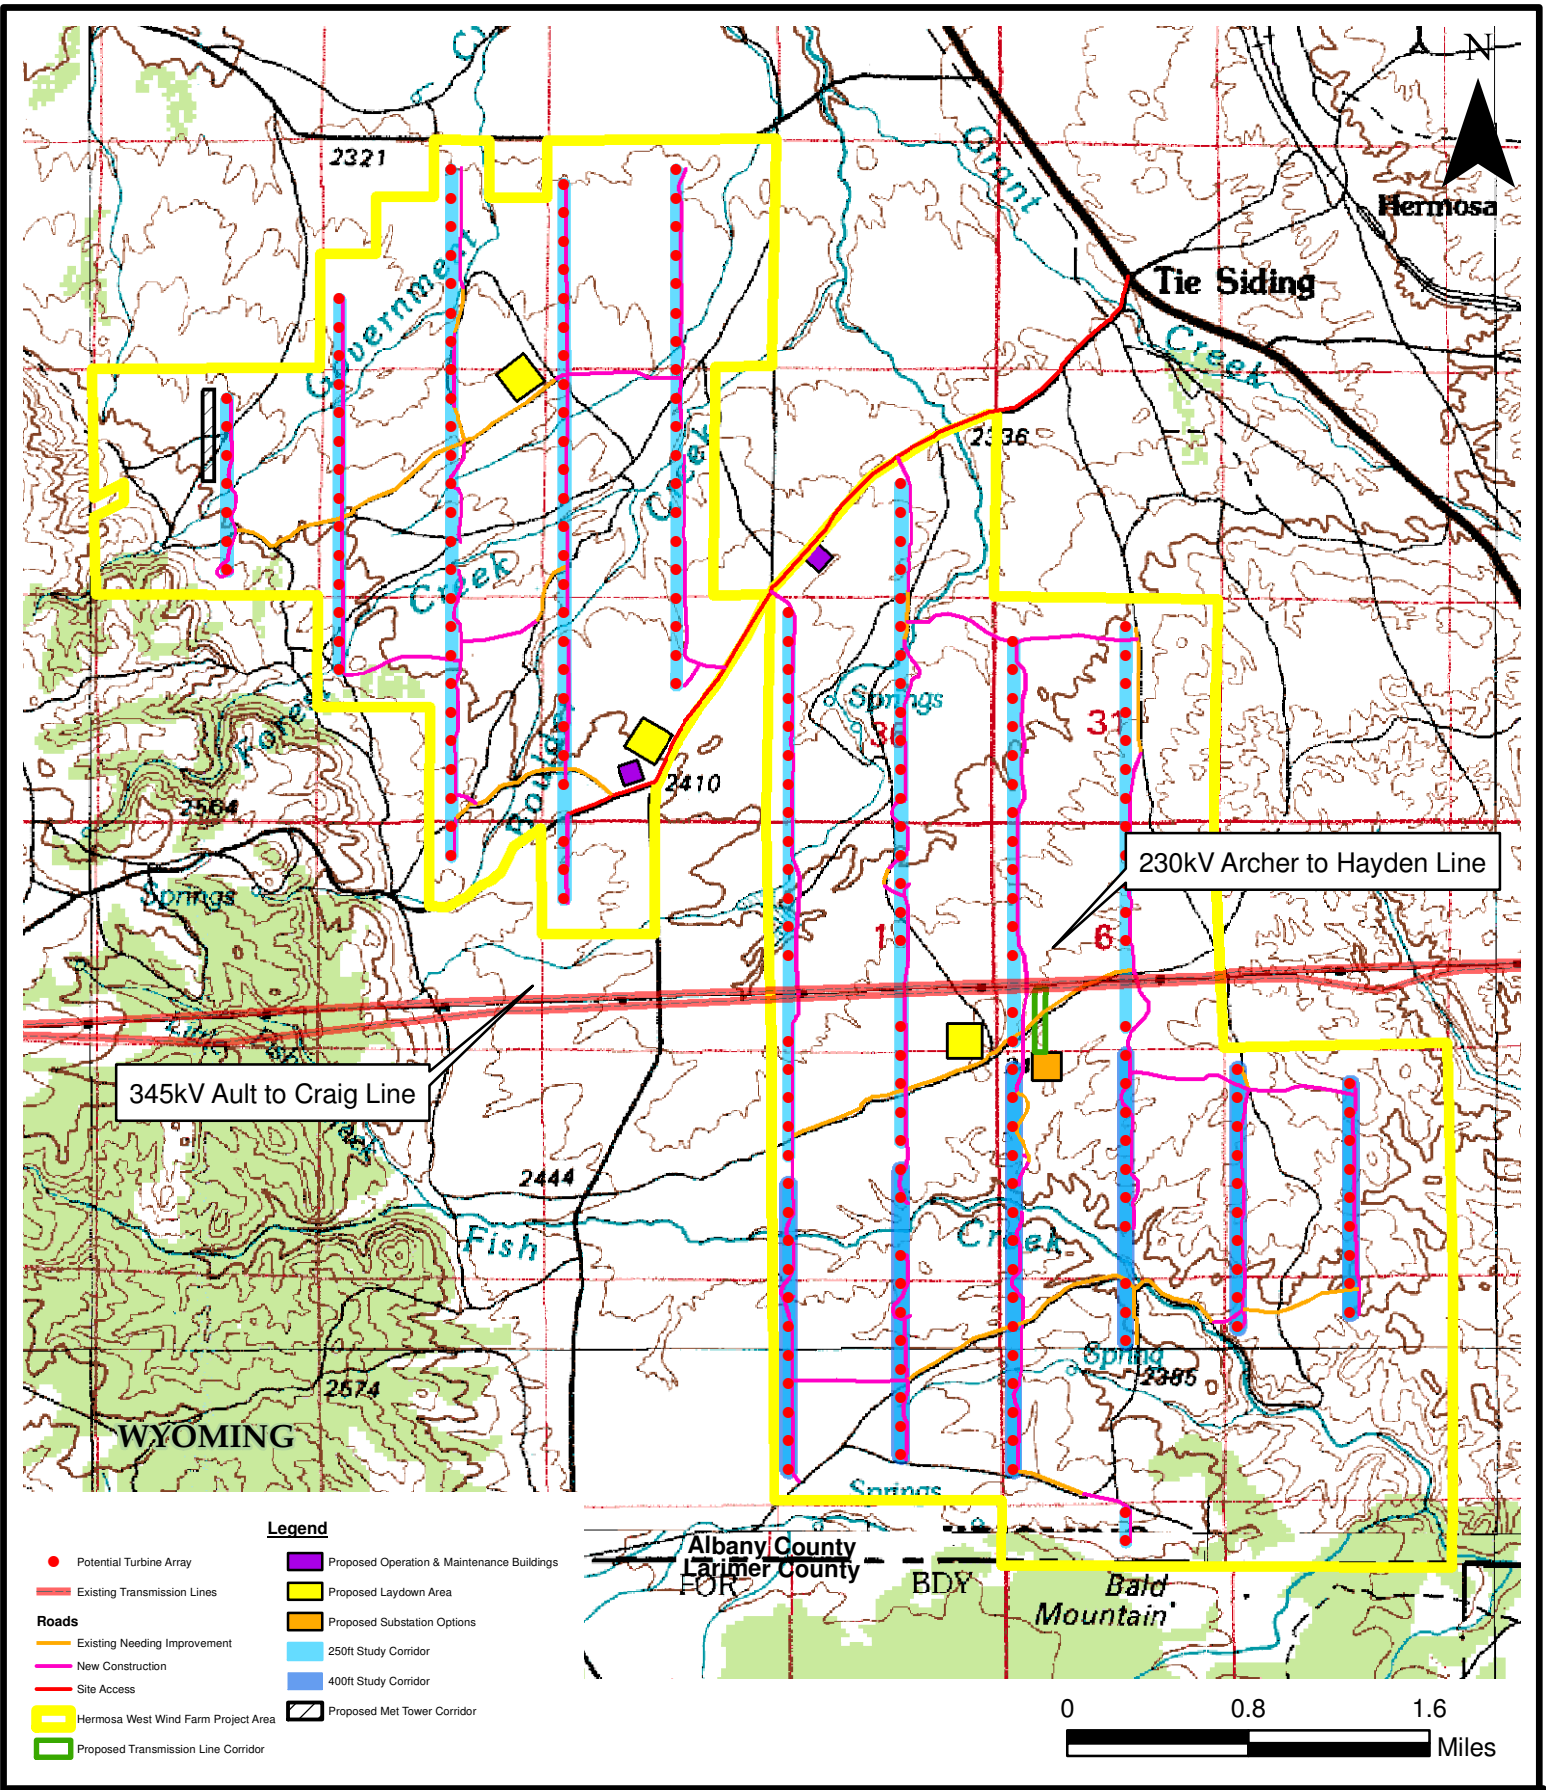 N
2321
Grant
Hermosa
Tie Siding
Government
Creek
Creek
2336
Creek
Springs
36
31
Forest
Boulder
2410
2564
230kV Archer to Hayden Line
Springs
1
6
345kV Ault to Craig Line
2444
Fish
Creek
Spring
2574
2385
WYOMING
Springs
Albany County
Larimer County
FOR
BDY
Bald
Mountain
Legend
Potential Turbine Array
Existing Transmission Lines
Roads
Existing Needing Improvement
New Construction
Site Access
Hermosa West Wind Farm Project Area
Proposed Transmission Line Corridor
Proposed Operation & Maintenance Buildings
Proposed Laydown Area
Proposed Substation Options
250ft Study Corridor
400ft Study Corridor
Proposed Met Tower Corridor
0 0.8 1.6
Miles